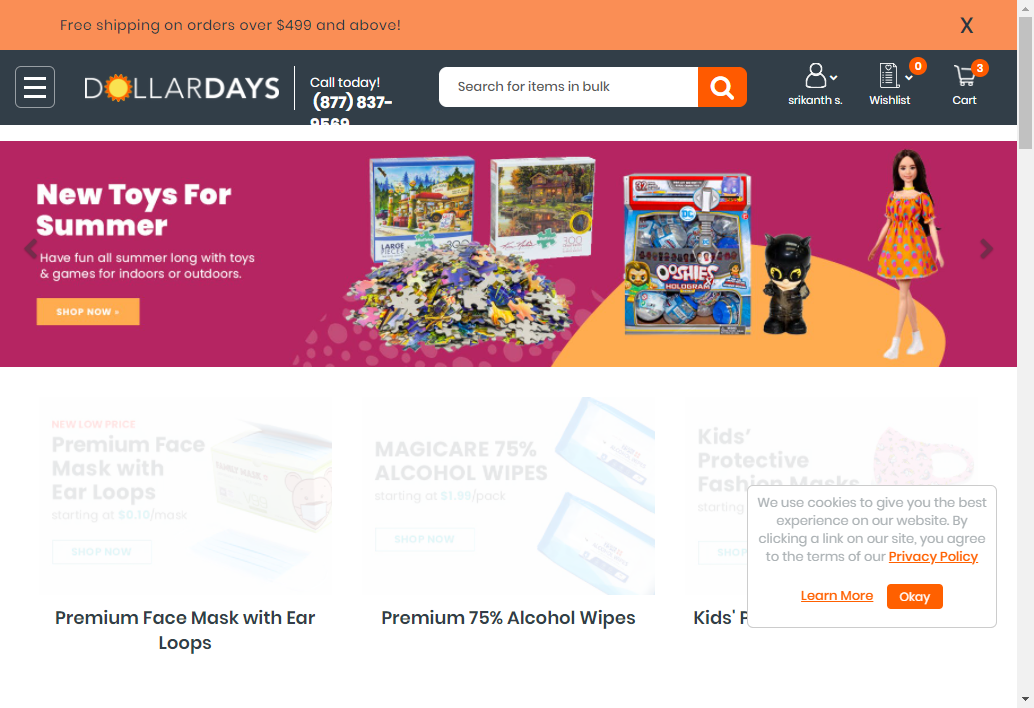 Free shipping on orders over $499 and above!
X
DOLLARDAYS
Call today!
(877) 837-
9569
Search for items in bulk
srikanth s.
0
Wishlist
3
Cart
New Toys For
Summer
Have fun all summer long with toys
& games for indoors or outdoors.
SHOP NOW »
LARGE
PIECES
300
300
DC
OOSHIES
HOLOGRAM
NEW LOW PRICE
Premium Face
Mask with
Ear Loops
starting at $0.10/mask
SHOP NOW
MAGICARE 75%
ALCOHOL WIPES
starting at $1.96/pack
SHOP NOW
Kids'
Protective
Fashion Masks
starting
SHOP
We use cookies to give you the best
experience on our website. By
clicking a link on our site, you agree
to the terms of our Privacy Policy
Learn More
Okay
Premium Face Mask with Ear
Loops
Premium 75% Alcohol Wipes
Kids' P